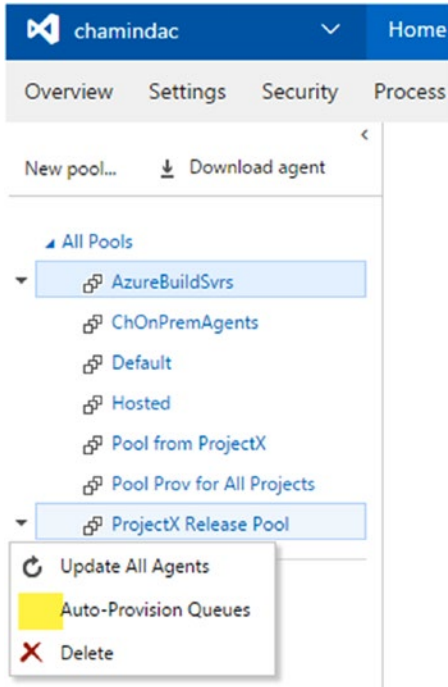 chamindac
Home
Overview Settings Security Process
New pool... Download agent
All Pools
AzureBuildSvrs
ChOnPremAgents
Default
Hosted
Pool from ProjectX
Pool Prov for All Projects
ProjectX Release Pool
Update All Agents
Auto-Provision Queues
Delete